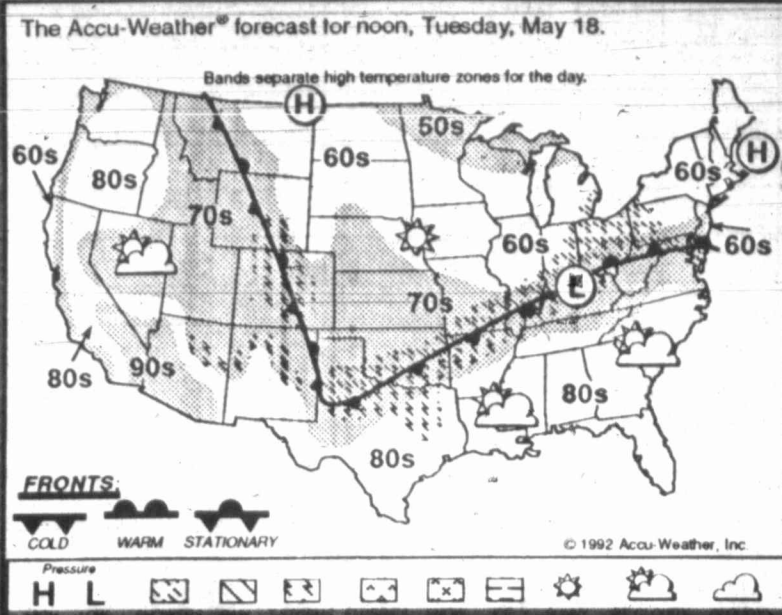 The Accu-Weather® forecast for noon, Tuesday, May 18.
Bands separate high temperature zones for the day.
H
50s
60s
60s
H
80s
60s
70s
60s
60s
L
70s
80s
90s
80s
80s
FRONTS:
COLD WARM STATIONARY
© 1992 Accu-Weather, Inc.
Pressure
H L